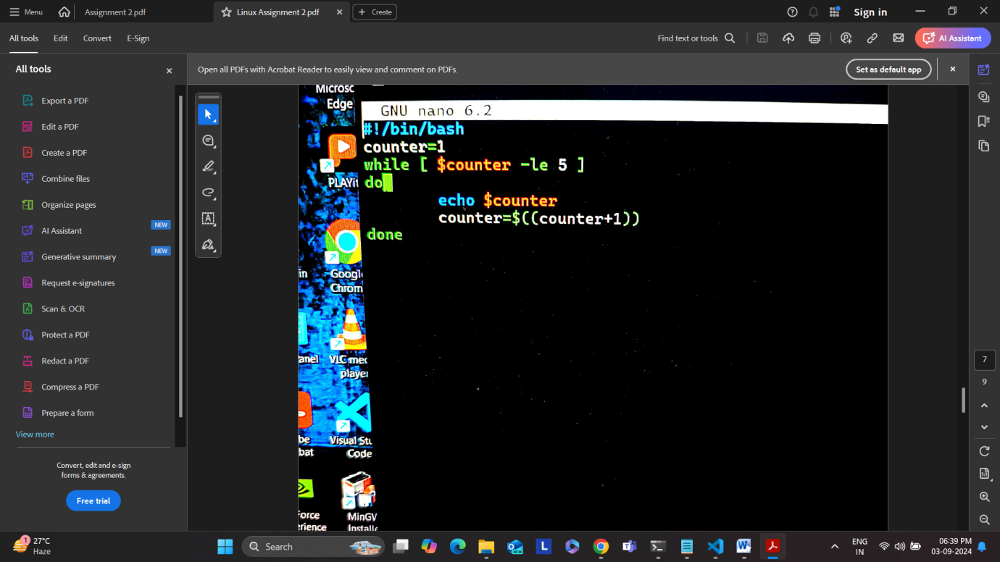 Menu
Assignment 2.pdf
Linux Assignment 2.pdf
Create
Sign in
All tools
Edit
Convert
E-Sign
Find text or tools
AI Assistant
All tools
Export a PDF
Edit a PDF
Create a PDF
Combine files
Organize pages
AI Assistant
NEW
Generative summary
NEW
Request e-signatures
Scan & OCR
Protect a PDF
Redact a PDF
Compress a PDF
Prepare a form
View more
Convert, edit and e-sign
forms & agreements.
Free trial
Open all PDFs with Acrobat Reader to easily view and comment on PDFs.
Set as default app
Microsc
Edge
PLAYit
in
Googl
Chrom
anel
VLC med
player
be
bat
Visual Stu
Code
Force
erience
MinGW
Installe
GNU nano 6.2
#!/bin/bash
counter=1
while [ $counter -le 5 ]
do
echo $counter
counter=$((counter+1))
done
7
9
1
27°C
Haze
Search
ENG
IN
06:39 PM
03-09-2024